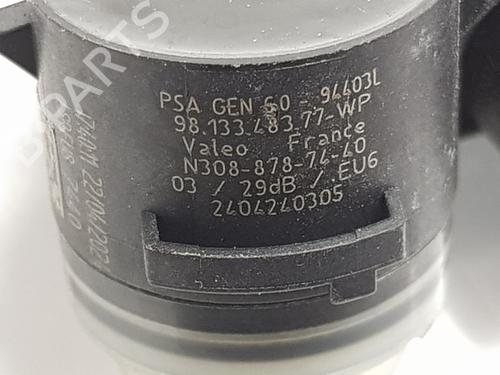 PSA GEN 60 - 94403L
98.133.483.77-WP
Valeo France
N308-878-74-40
03 / 29dB / EU6
2404240305
B-PARTS